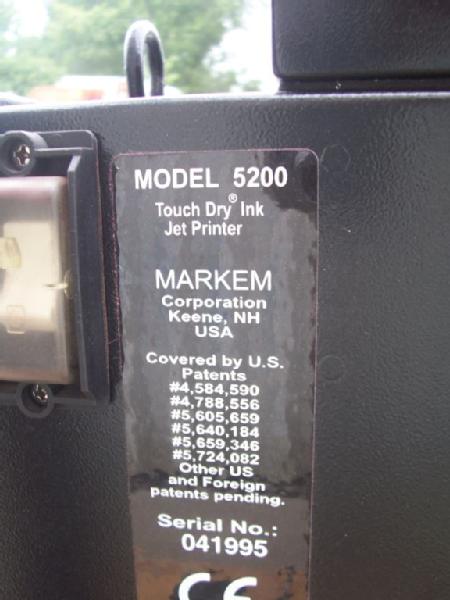 MODEL 5200
Touch Dry® Ink
Jet Printer
MARKEM
Corporation
Keene, NH
USA
Covered by U.S.
Patents
#4,584,590
#4,788,556
#5,605,659
#5,640,184
#5,659,346
#5,724,082
Other US
and Foreign
patents pending.
Serial No.:
041995
CE